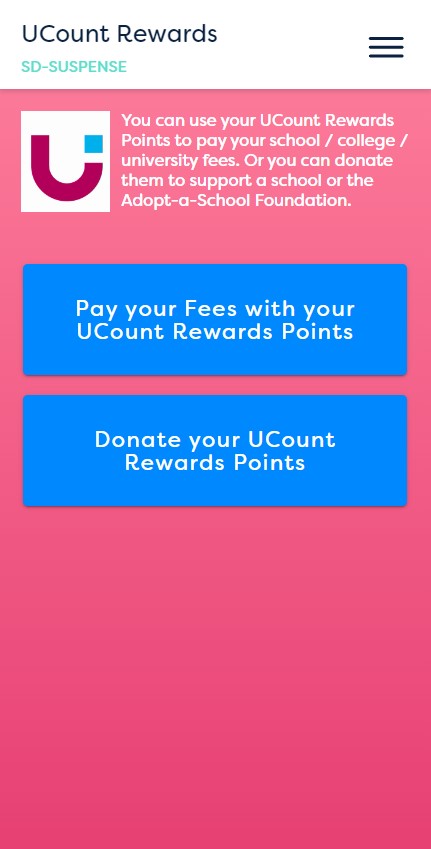 UCount Rewards
SD-SUSPENSE
You can use your UCount Rewards
Points to pay your school / college /
university fees. Or you can donate
them to support a school or the
Adopt-a-School Foundation.
Pay your Fees with your
UCount Rewards Points
Donate your UCount
Rewards Points